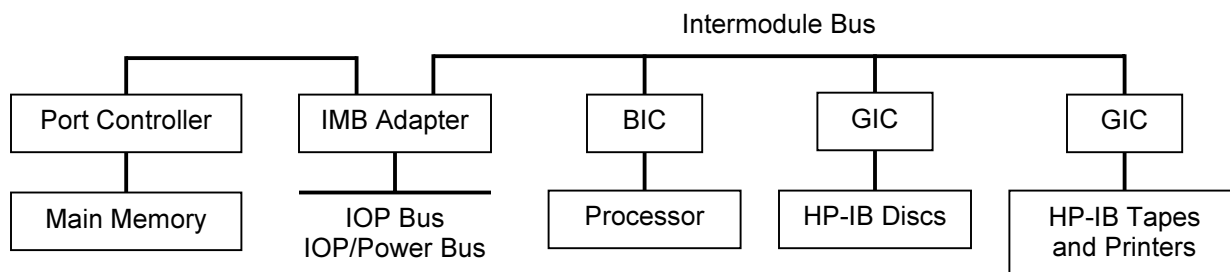 Intermodule Bus
Port Controller
IMB Adapter
BIC
GIC
GIC
Main Memory
IOP Bus
IOP/Power Bus
Processor
HP-IB Discs
HP-IB Tapes
and Printers